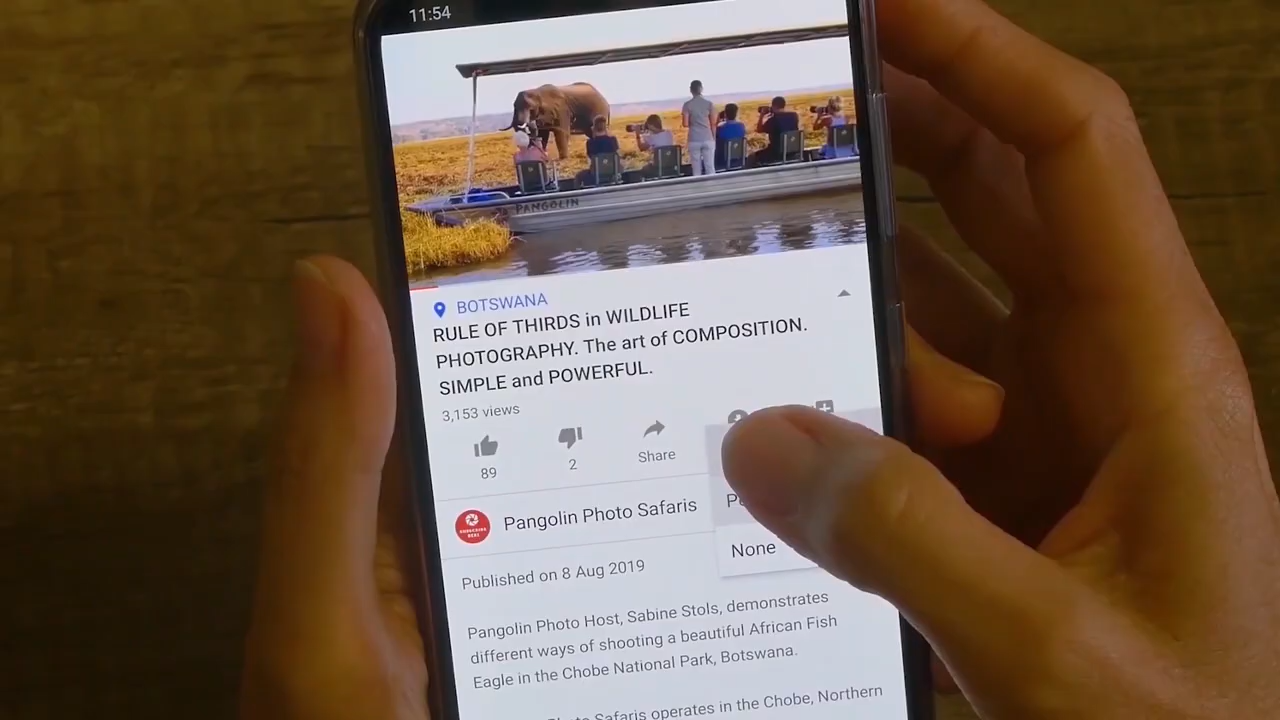 11:54
PANGOLIN
BOTSWANA
RULE OF THIRDS in WILDLIFE
PHOTOGRAPHY. The art of COMPOSITION.
SIMPLE and POWERFUL.
3,153 views
89
2
Share
Pangolin Photo Safaris
None
Published on 8 Aug 2019
Pangolin Photo Host, Sabine Stols, demonstrates
different ways of shooting a beautiful African Fish
Eagle in the Chobe National Park, Botswana.
Safaris operates in the Chobe, Northern